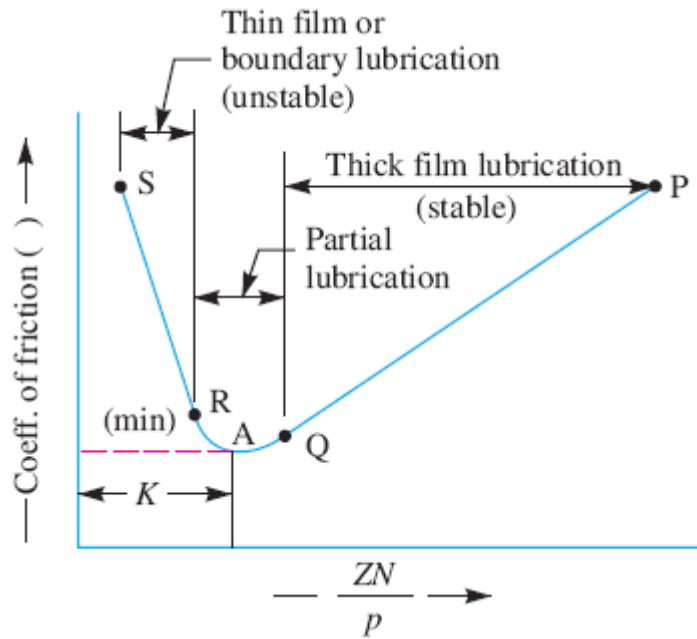 Thin film or
boundary lubrication
(unstable)
S
Thick film lubrication
(stable)
P
Partial
lubrication
R
(min)
A
Q
K
Coeff. of friction ( )
ZN
p